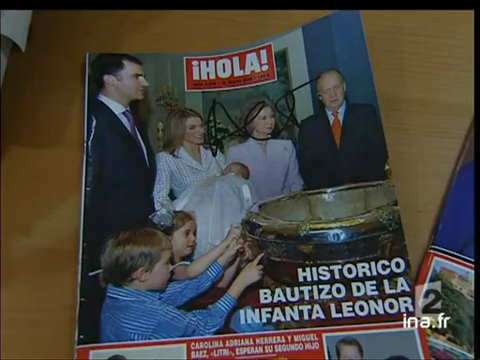 ¡HOLA!
HISTORICO
BAUTIZO DE LA
INFANTA LEONOR
CAROLINA ADRIANA HERRERA Y MIGUEL
BAEZ, «LITRI», ESPERAN SU SEGUNDO HIJO
2
ina.fr